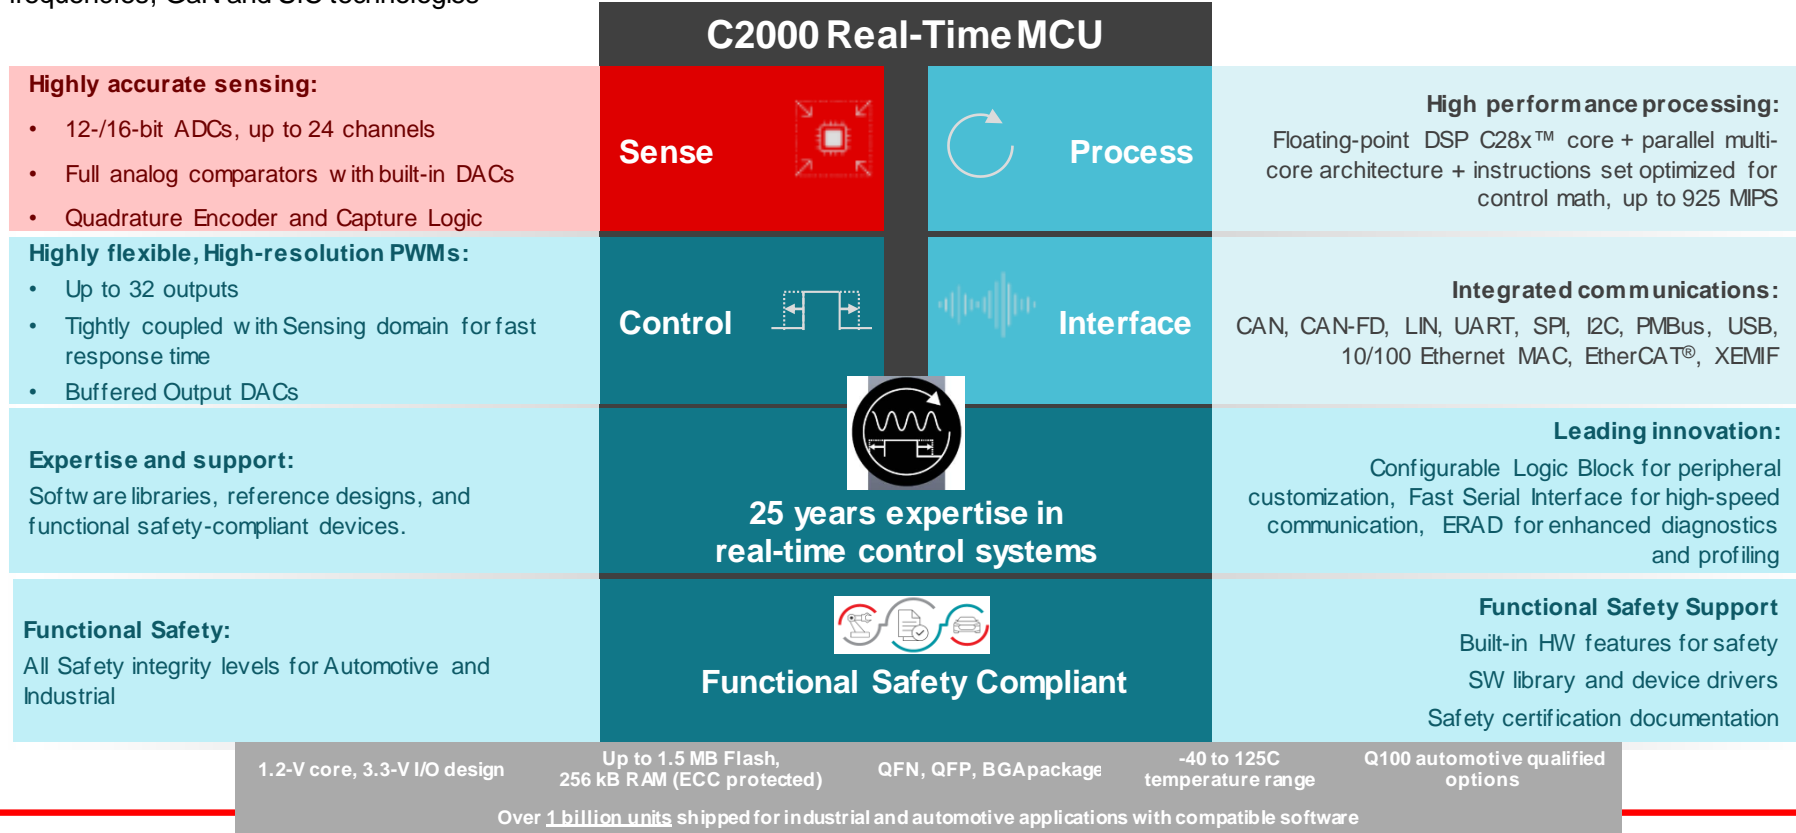 frequencies, GaN and SiC technologies
C2000 Real-Time MCU
Highly accurate sensing:
• 12-/16-bit ADCs, up to 24 channels
• Full analog comparators with built-in DACs
• Quadrature Encoder and Capture Logic
Sense
Process
High performance processing:
Floating-point DSP C28x™ core + parallel multi-
core architecture + instructions set optimized for
control math, up to 925 MIPS
Highly flexible, High-resolution PWMs:
• Up to 32 outputs
• Tightly coupled with Sensing domain for fast
response time
• Buffered Output DACs
Control
Interface
Integrated communications:
CAN, CAN-FD, LIN, UART, SPI, I2C, PMBus, USB,
10/100 Ethernet MAC, EtherCAT®, XEMIF
Expertise and support:
Software libraries, reference designs, and
functional safety-compliant devices.
25 years expertise in
real-time control systems
Leading innovation:
Configurable Logic Block for peripheral
customization, Fast Serial Interface for high-speed
communication, ERAD for enhanced diagnostics
and profiling
Functional Safety:
All Safety integrity levels for Automotive and
Industrial
Functional Safety Compliant
Functional Safety Support
Built-in HW features for safety
SW library and device drivers
Safety certification documentation
1.2-V core, 3.3-V I/O design
Up to 1.5 MB Flash,
256 kB RAM (ECC protected)
QFN, QFP, BGA package
-40 to 125C
temperature range
Q100 automotive qualified
options
Over 1 billion units shipped for industrial and automotive applications with compatible software